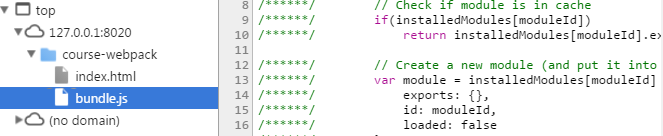 top
127.0.0.1:8020
course-webpack
index.html
bundle.js
(no domain)
8 /******/ // Check if module is in cache
9 /******/ if(installedModules[moduleId])
10 /******/ return installedModules[moduleId].ex
11
12 /******/ // Create a new module (and put it into
13 /******/ var module = installedModules[moduleId]
14 /******/ exports: {},
15 /******/ id: moduleId,
16 /******/ loaded: false